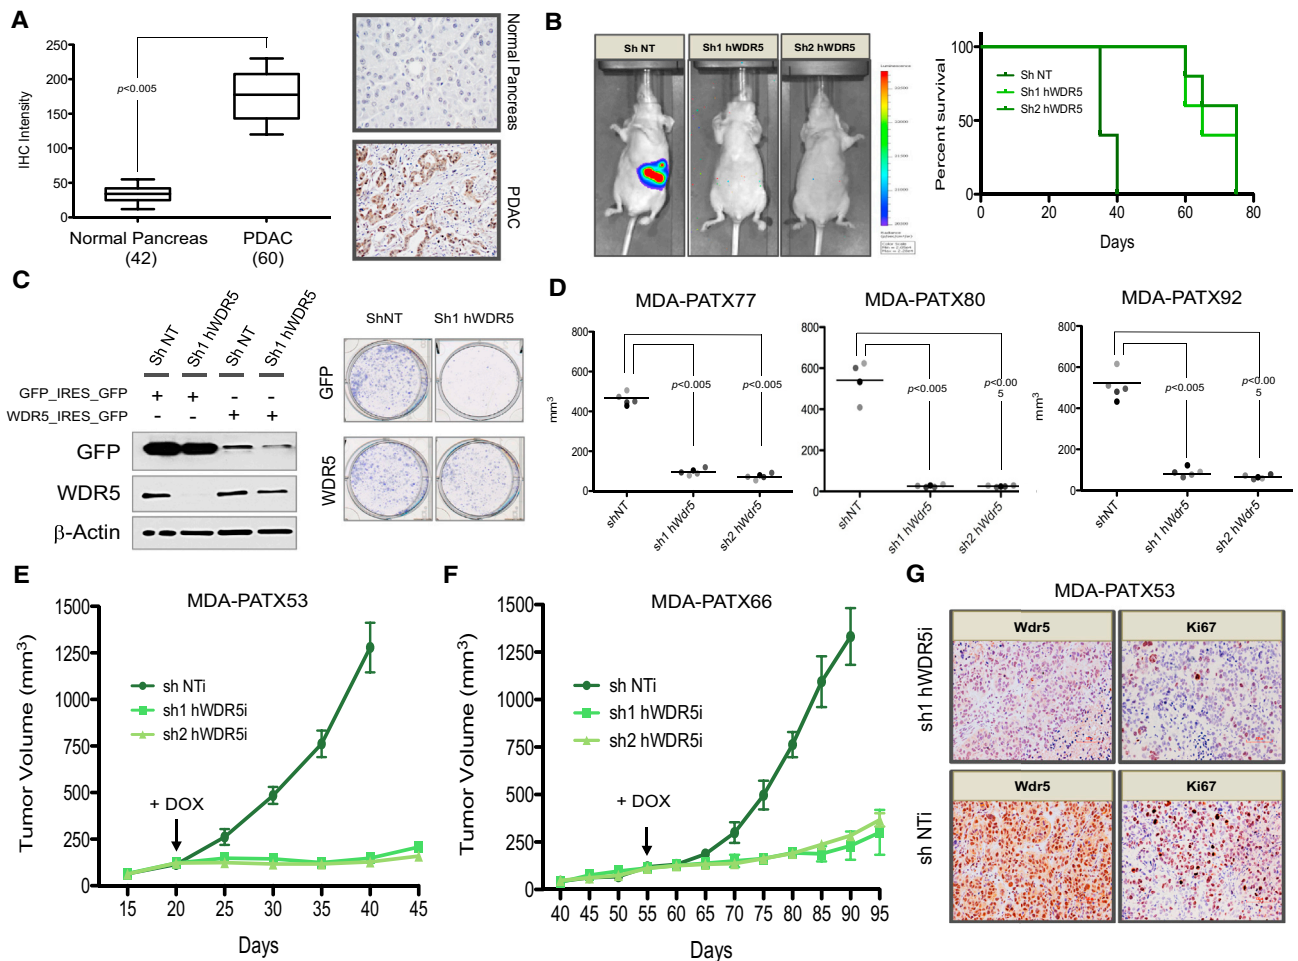 A
250
200
150
100
50
0
IHC Intensity
p<0.005
Normal Pancreas
(42)
PDAC
(60)
Normal Pancreas
PDAC
B
Sh NT
Sh1 hWDR5
Sh2 hWDR5
Percent survival
100
50
0
Sh NT
Sh1 hWDR5
Sh2 hWDR5
0
20
40
60
80
Days
C
Sh NT
Sh1 hWDR5
Sh NT
Sh1 hWDR5
GFP_IRES_GFP
+ + - -
WDR5_IRES_GFP
- - + +
GFP
WDR5
β-Actin
ShNT
Sh1 hWDR5
GFP
WDR5
D
MDA-PATX77
800
600
400
200
0
mm3
p<0.005
p<0.005
shNT
sh1 hWdr5
sh2 hWdr5
MDA-PATX80
800
600
400
200
0
p<0.005
p<0.00
5
shNT
sh1 hWdr5
sh2 hWdr5
MDA-PATX92
800
600
400
200
0
mm3
p<0.005
p<0.00
5
shNT
sh1 hWdr5
sh2 hWdr5
E
MDA-PATX53
1500
1250
1000
750
500
250
0
Tumor Volume (mm3)
sh NTi
sh1 hWDR5i
sh2 hWDR5i
+ DOX
15 20 25 30 35 40 45
Days
F
MDA-PATX66
1500
1250
1000
750
500
250
0
Tumor Volume (mm3)
sh NTi
sh1 hWDR5i
sh2 hWDR5i
+ DOX
40 45 50 55 60 65 70 75 80 85 90 95
Days
G
MDA-PATX53
sh1 hWDR5i
Wdr5
Ki67
sh NTi
Wdr5
Ki67